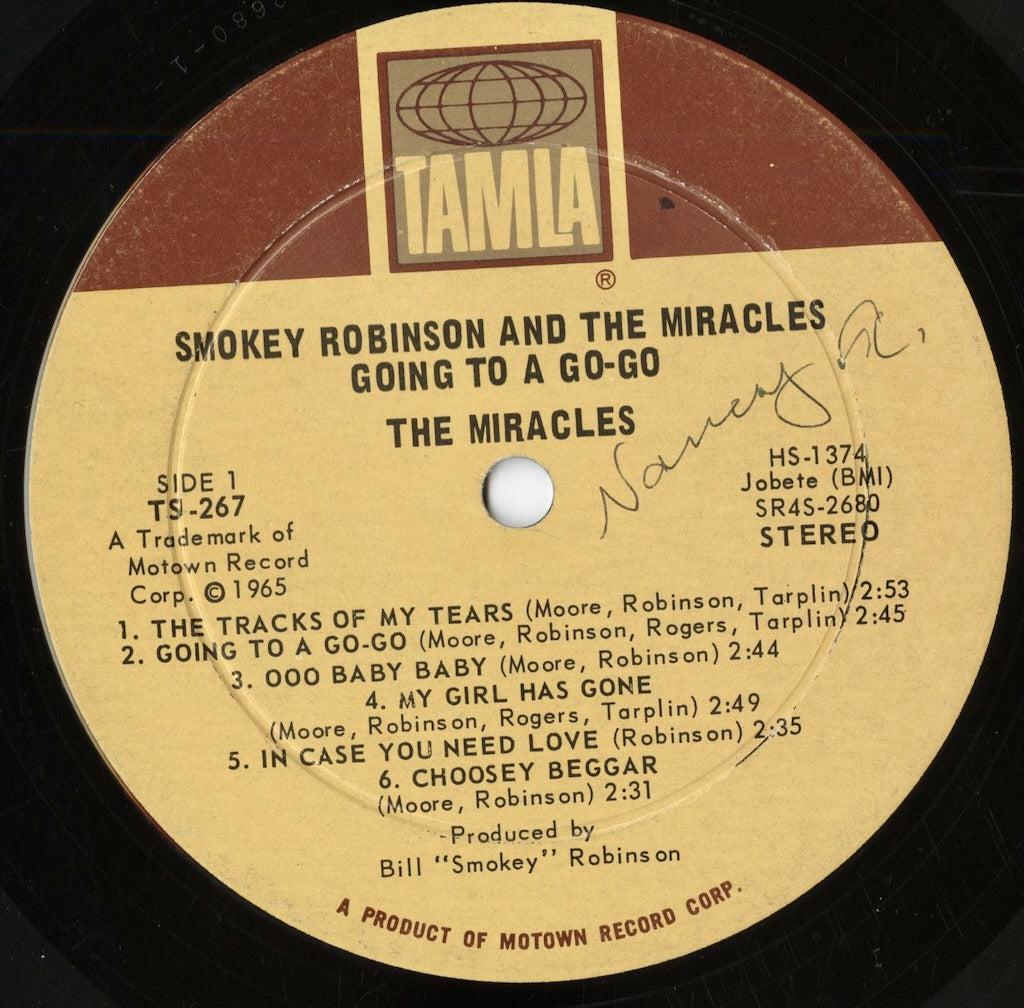 2680-1
TAMLA
®
SMOKEY ROBINSON AND THE MIRACLES
GOING TO A GO-GO
THE MIRACLES
Nancy R.
SIDE 1
TS-267
A Trademark of
Motown Record
Corp. © 1965
HS-1374
Jobete (BMI)
SR4S-2680
STEREO
1. THE TRACKS OF MY TEARS (Moore, Robinson, Tarplin) 2:53
2. GOING TO A GO-GO (Moore, Robinson, Rogers, Tarplin) 2:45
3. OOO BABY BABY (Moore, Robinson) 2:44
4. MY GIRL HAS GONE
(Moore, Robinson, Rogers, Tarplin) 2:49
5. IN CASE YOU NEED LOVE (Robinson) 2:35
6. CHOOSEY BEGGAR
(Moore, Robinson) 2:31
Produced by
Bill "Smokey" Robinson
A PRODUCT OF MOTOWN RECORD CORP.